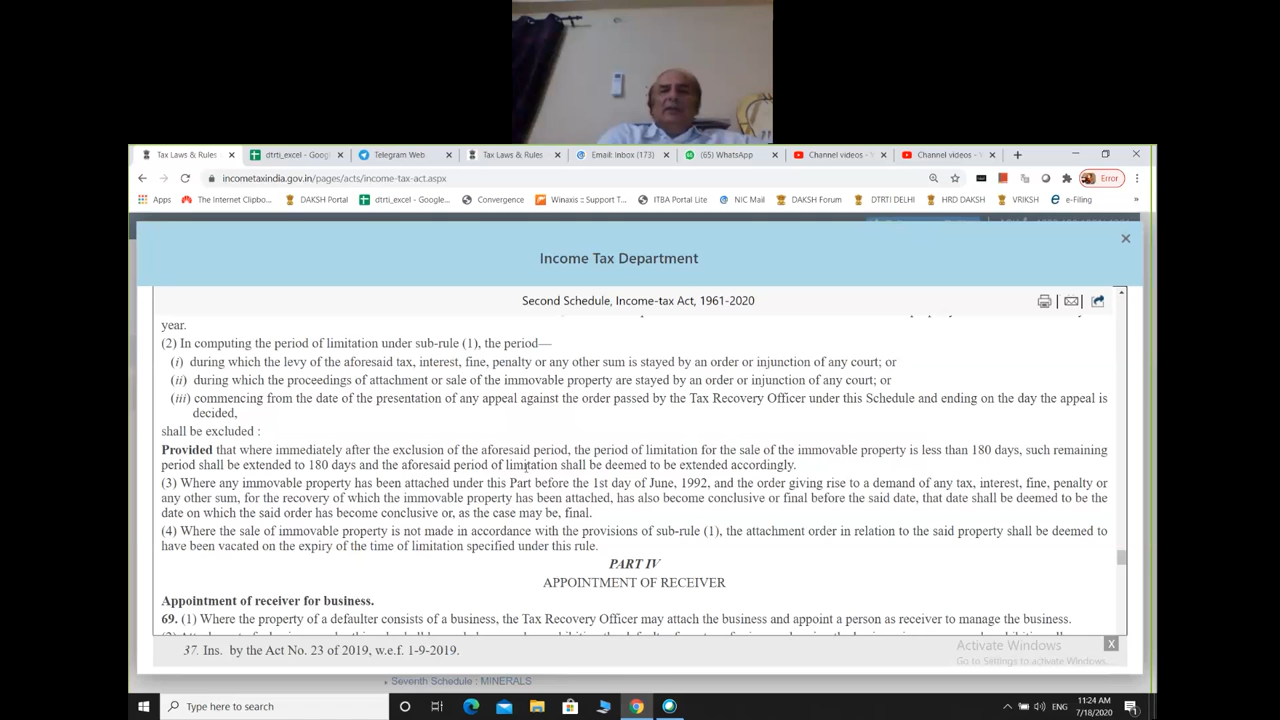 Tax Laws & Rules
dtrti_excel - Goog
Telegram Web
Tax Laws & Rules
Email: Inbox (173)
(65) WhatsApp
Channel videos - Y
Channel videos - Y
incometaxindia.gov.in/pages/acts/income-tax-act.aspx
Error
Apps
The Internet Clipbo...
DAKSH Portal
dtrti_excel - Google...
Convergence
Winaxis :: Support T...
ITBA Portal Lite
NIC Mail
DAKSH Forum
DTRTI DELHI
HRD DAKSH
VRIKSH
e-Filing
Income Tax Department
Second Schedule, Income-tax Act, 1961-2020
year.
(2) In computing the period of limitation under sub-rule (1), the period—
(i) during which the levy of the aforesaid tax, interest, fine, penalty or any other sum is stayed by an order or injunction of any court; or
(ii) during which the proceedings of attachment or sale of the immovable property are stayed by an order or injunction of any court; or
(iii) commencing from the date of the presentation of any appeal against the order passed by the Tax Recovery Officer under this Schedule and ending on the day the appeal is
decided,
shall be excluded :
Provided that where immediately after the exclusion of the aforesaid period, the period of limitation for the sale of the immovable property is less than 180 days, such remaining
period shall be extended to 180 days and the aforesaid period of limitation shall be deemed to be extended accordingly.
(3) Where any immovable property has been attached under this Part before the 1st day of June, 1992, and the order giving rise to a demand of any tax, interest, fine, penalty or
any other sum, for the recovery of which the immovable property has been attached, has also become conclusive or final before the said date, that date shall be deemed to be the
date on which the said order has become conclusive or, as the case may be, final.
(4) Where the sale of immovable property is not made in accordance with the provisions of sub-rule (1), the attachment order in relation to the said property shall be deemed to
have been vacated on the expiry of the time of limitation specified under this rule.
PART IV
APPOINTMENT OF RECEIVER
Appointment of receiver for business.
69. (1) Where the property of a defaulter consists of a business, the Tax Recovery Officer may attach the business and appoint a person as receiver to manage the business.
37. Ins. by the Act No. 23 of 2019, w.e.f. 1-9-2019.
X
Activate Windows
Go to Settings to activate Windows.
Seventh Schedule : MINERALS
Type here to search
11:24 AM
7/18/2020